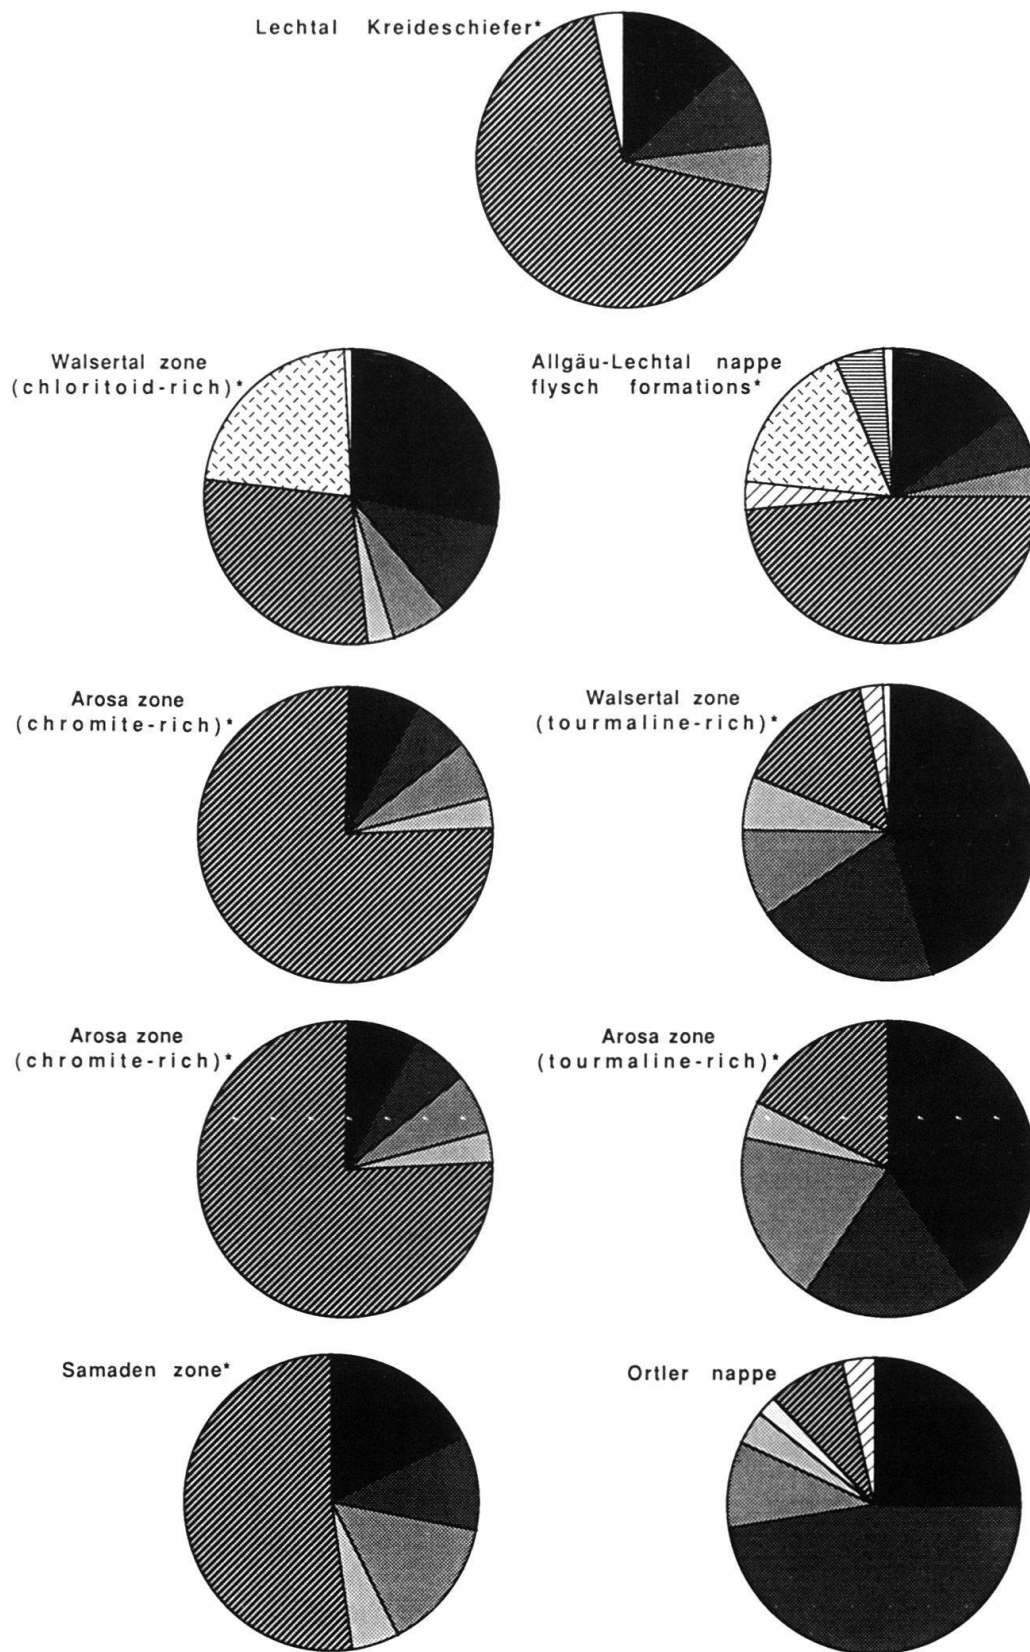 Lechtal Kreideschiefer*
Walsertal zone
(chloritoid-rich)*
Allgäu-Lechtal nappe
flysch formations*
Arosa zone
(chromite-rich)*
Walsertal zone
(tourmaline-rich)*
Arosa zone
(chromite-rich)*
Arosa zone
(tourmaline-rich)*
Samaden zone*
Ortler nappe